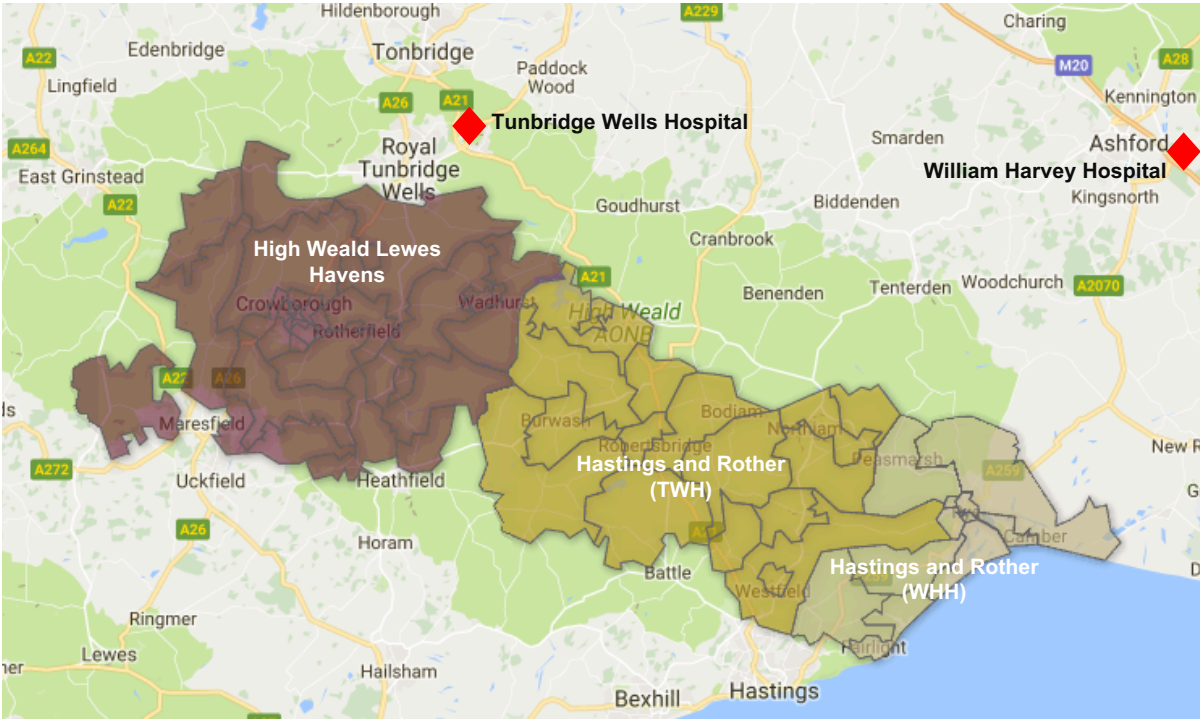 Hildenborough
A229
Charing
Edenbridge
Tonbridge
A22
A28
M20
Lingfield
Paddock
Wood
Kennington
A26
A21
Tunbridge Wells Hospital
Smarden
Ashford
A264
Royal
Tunbridge
Wells
William Harvey Hospital
East Grinstead
Kingsnorth
A22
Goudhurst
Biddenden
Cranbrook
High Weald Lewes
Havens
A21
Woodchurch
A2070
Tenterden
Benenden
Crowborough
Wadhurst
High Weald
AONB
Rotherfield
A22
A26
ds
Maresfield
Burwash
Bodiam
Northiam
Robertsbridge
Peasmarsh
New R
A272
Hastings and Rother
(TWH)
A259
Uckfield
Heathfield
G
Rye
A26
Camber
Horam
Battle
Hastings and Rother
(WHH)
D
Westfield
Ringmer
Fairlight
Lewes
Hailsham
ner
Bexhill
Hastings